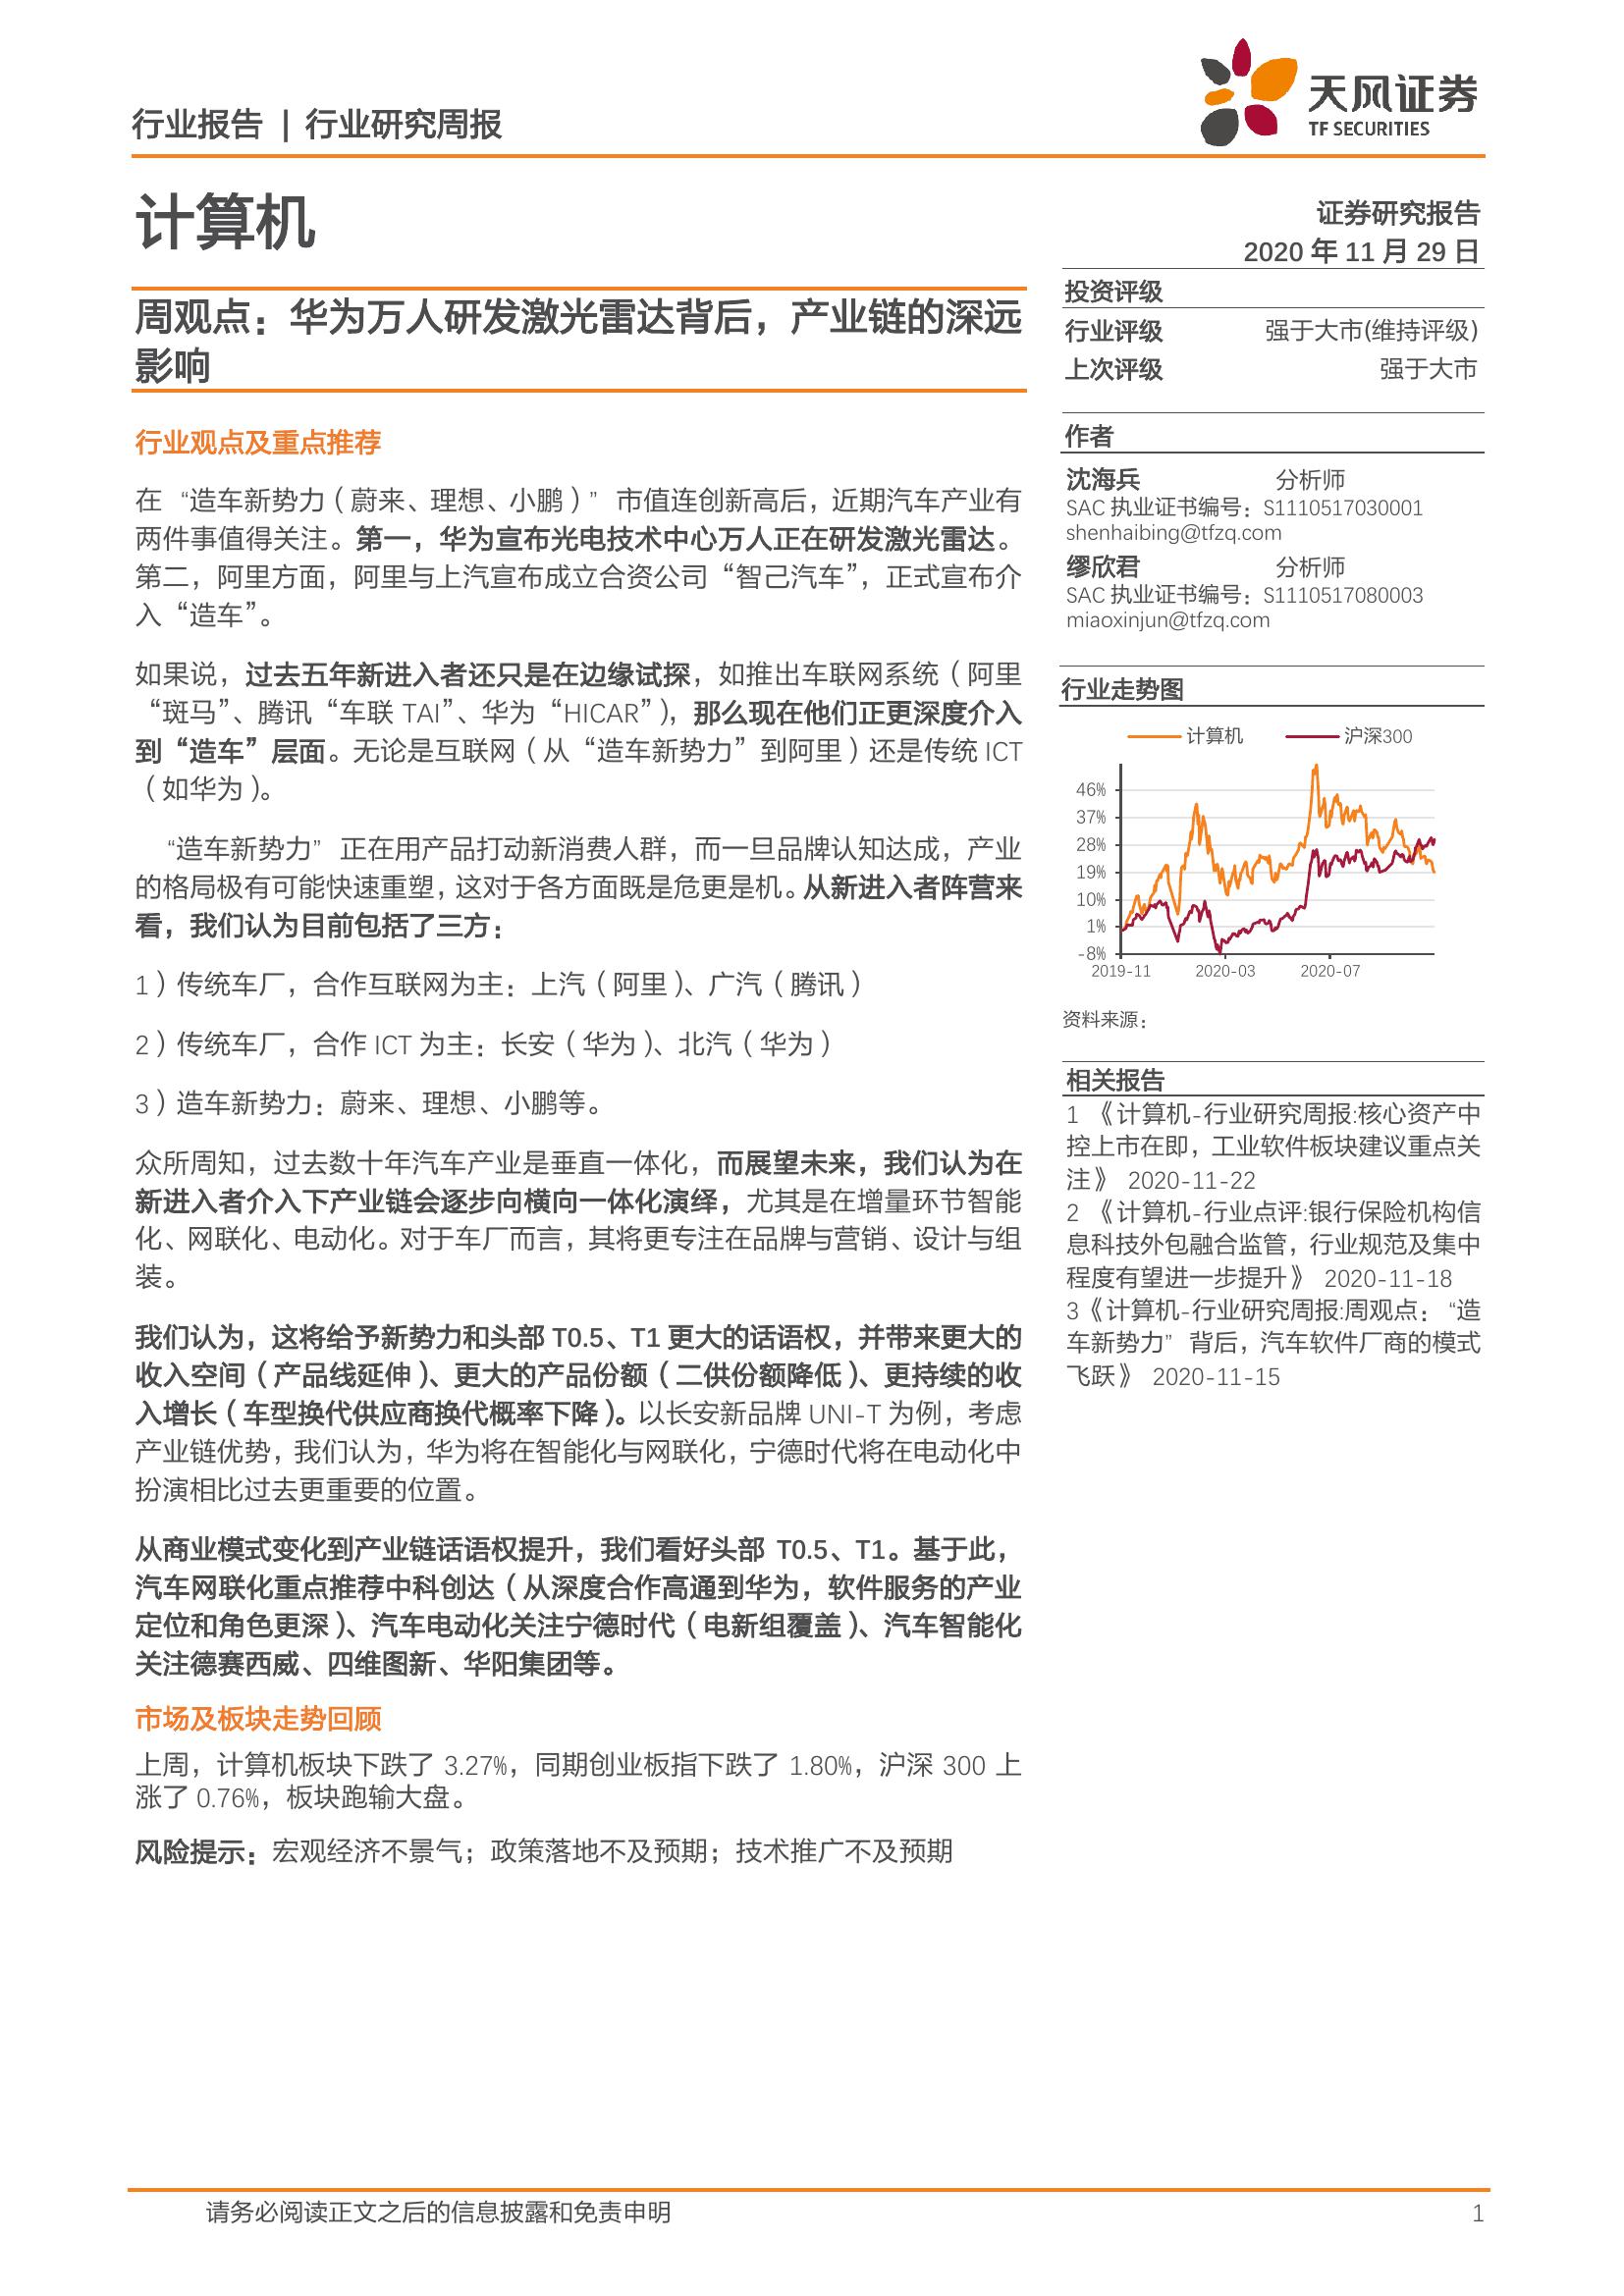 行业报告 | 行业研究周报
天风证券
TF SECURITIES
计算机
证券研究报告
2020 年 11 月 29 日
周观点：华为万人研发激光雷达背后，产业链的深远
影响
行业观点及重点推荐
在 “造车新势力（蔚来、理想、小鹏）” 市值连创新高后，近期汽车产业有
两件事值得关注。第一，华为宣布光电技术中心万人正在研发激光雷达。
第二，阿里方面，阿里与上汽宣布成立合资公司“智己汽车”，正式宣布介
入“造车”。
如果说，过去五年新进入者还只是在边缘试探，如推出车联网系统（阿里
“斑马”、腾讯“车联 TAI”、华为“HICAR”），那么现在他们正更深度介入
到“造车”层面。无论是互联网（从“造车新势力”到阿里）还是传统 ICT
（如华为）。
“造车新势力” 正在用产品打动新消费人群，而一旦品牌认知达成，产业
的格局极有可能快速重塑，这对于各方面既是危更是机。从新进入者阵营来
看，我们认为目前包括了三方：
1）传统车厂，合作互联网为主：上汽（阿里）、广汽（腾讯）
2）传统车厂，合作 ICT 为主：长安（华为）、北汽（华为）
3）造车新势力：蔚来、理想、小鹏等。
众所周知，过去数十年汽车产业是垂直一体化，而展望未来，我们认为在
新进入者介入下产业链会逐步向横向一体化演绎，尤其是在增量环节智能
化、网联化、电动化。对于车厂而言，其将更专注在品牌与营销、设计与组
装。
我们认为，这将给予新势力和头部 T0.5、T1 更大的话语权，并带来更大的
收入空间（产品线延伸）、更大的产品份额（二供份额降低）、更持续的收
入增长（车型换代供应商换代概率下降）。以长安新品牌 UNI-T 为例，考虑
产业链优势，我们认为，华为将在智能化与网联化，宁德时代将在电动化中
扮演相比过去更重要的位置。
从商业模式变化到产业链话语权提升，我们看好头部 T0.5、T1。基于此，
汽车网联化重点推荐中科创达（从深度合作高通到华为，软件服务的产业
定位和角色更深）、汽车电动化关注宁德时代（电新组覆盖）、汽车智能化
关注德赛西威、四维图新、华阳集团等。
市场及板块走势回顾
上周，计算机板块下跌了 3.27%，同期创业板指下跌了 1.80%，沪深 300 上
涨了 0.76%，板块跑输大盘。
风险提示：宏观经济不景气；政策落地不及预期；技术推广不及预期
投资评级
行业评级 强于大市(维持评级)
上次评级 强于大市
作者
沈海兵 分析师
SAC 执业证书编号：S1110517030001
shenhaibing@tfzq.com
缪欣君 分析师
SAC 执业证书编号：S1110517080003
miaoxinjun@tfzq.com
行业走势图
计算机 沪深300
46%
37%
28%
19%
10%
1%
-8%
2019-11 2020-03 2020-07
资料来源：
相关报告
1 《计算机-行业研究周报:核心资产中
控上市在即，工业软件板块建议重点关
注》 2020-11-22
2 《计算机-行业点评:银行保险机构信
息科技外包融合监管，行业规范及集中
程度有望进一步提升》 2020-11-18
3《计算机-行业研究周报:周观点： “造
车新势力” 背后，汽车软件厂商的模式
飞跃》 2020-11-15
请务必阅读正文之后的信息披露和免责申明 1